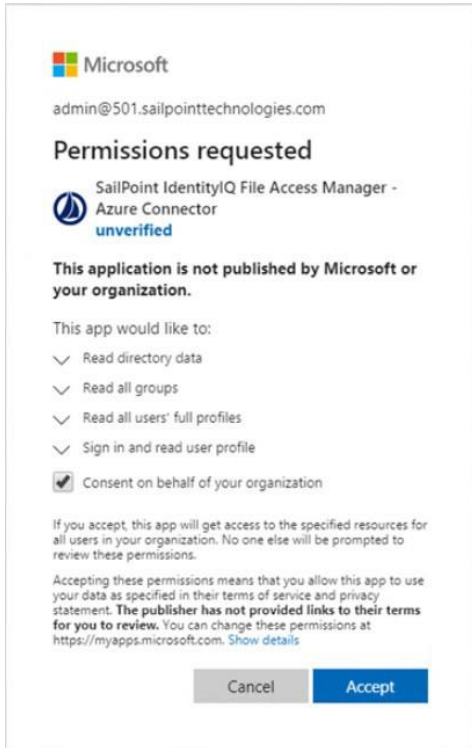 Microsoft
admin@501.sailpointtechnologies.com
Permissions requested
SailPoint IdentityIQ File Access Manager -
Azure Connector
unverified
This application is not published by Microsoft or
your organization.
This app would like to:
Read directory data
Read all groups
Read all users' full profiles
Sign in and read user profile
Consent on behalf of your organization
If you accept, this app will get access to the specified resources for
all users in your organization. No one else will be prompted to
review these permissions.
Accepting these permissions means that you allow this app to use
your data as specified in their terms of service and privacy
statement. The publisher has not provided links to their terms
for you to review. You can change these permissions at
https://myapps.microsoft.com. Show details
Cancel
Accept